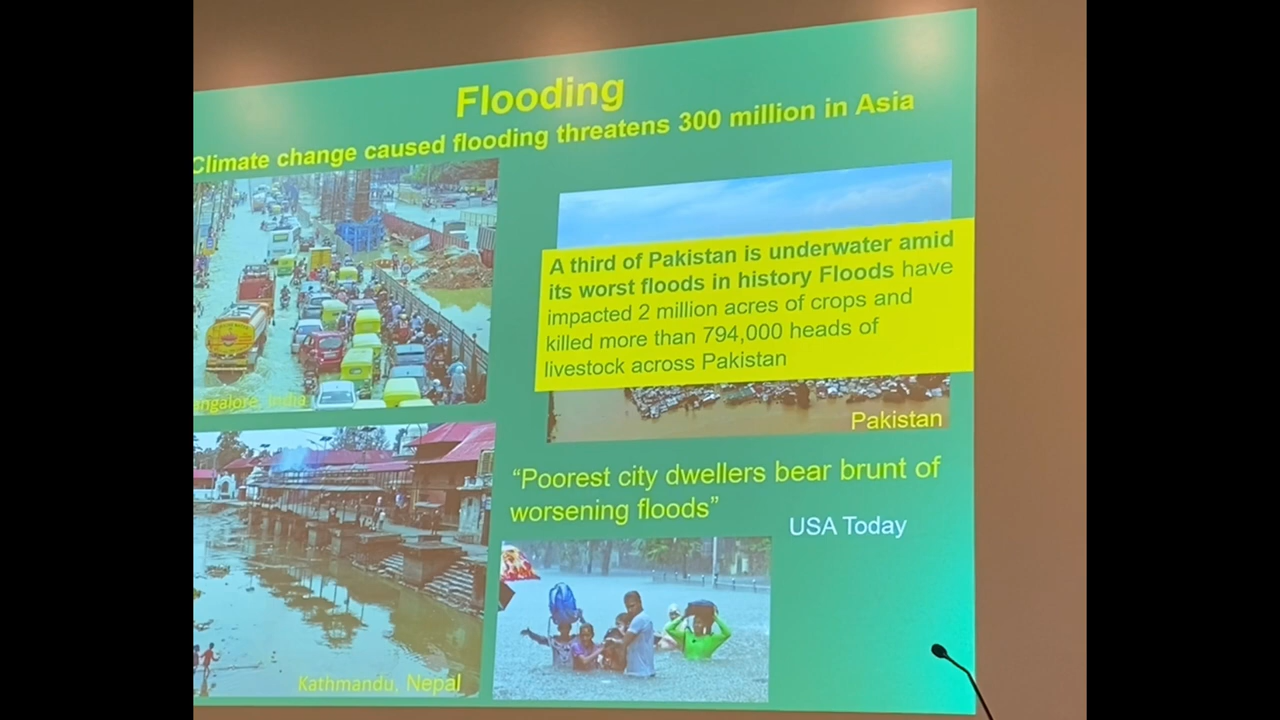 Flooding
Climate change caused flooding threatens 300 million in Asia
A third of Pakistan is underwater amid
its worst floods in history Floods have
impacted 2 million acres of crops and
killed more than 794,000 heads of
livestock across Pakistan
angalore, India
Pakistan
“Poorest city dwellers bear brunt of
worsening floods”
USA Today
Kathmandu, Nepal